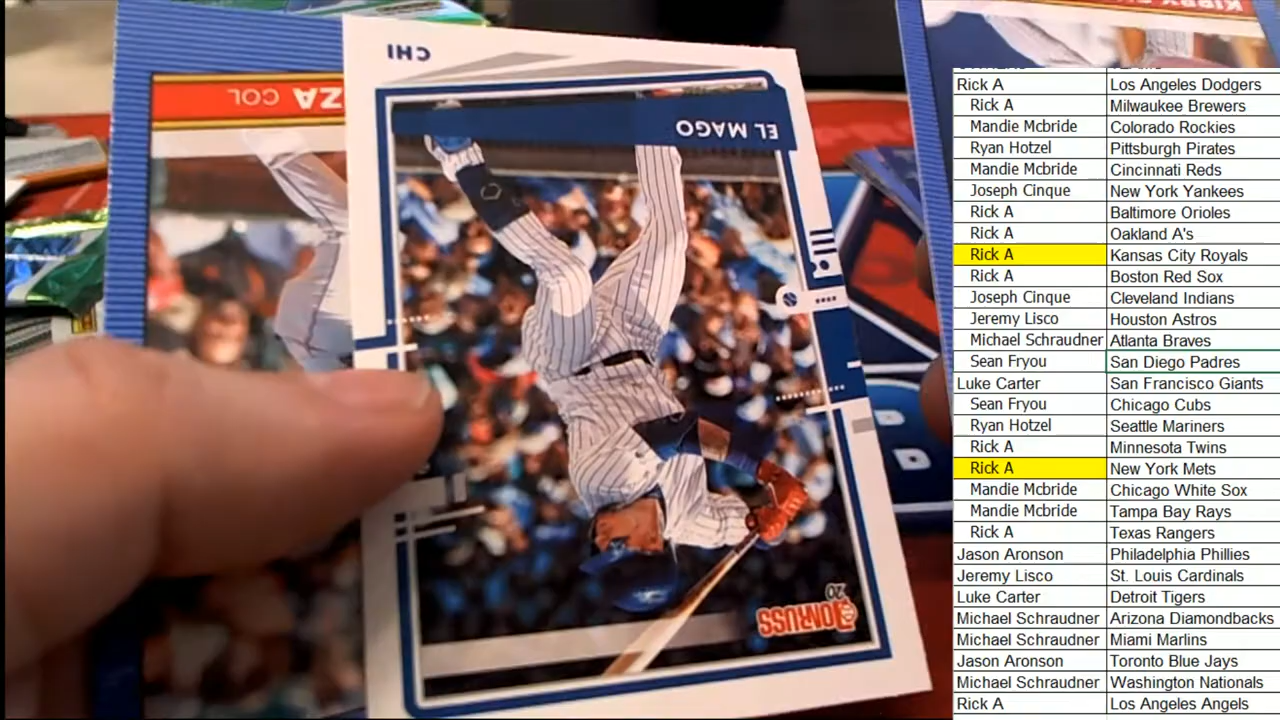 CHI
EL MAGO
ZA COL
20
DONRUSS
KIRBY
Rick A Los Angeles Dodgers
Rick A Milwaukee Brewers
Mandie Mcbride Colorado Rockies
Ryan Hotzel Pittsburgh Pirates
Mandie Mcbride Cincinnati Reds
Joseph Cinque New York Yankees
Rick A Baltimore Orioles
Rick A Oakland A's
Rick A Kansas City Royals
Rick A Boston Red Sox
Joseph Cinque Cleveland Indians
Jeremy Lisco Houston Astros
Michael Schraudner Atlanta Braves
Sean Fryou San Diego Padres
Luke Carter San Francisco Giants
Sean Fryou Chicago Cubs
Ryan Hotzel Seattle Mariners
Rick A Minnesota Twins
Rick A New York Mets
Mandie Mcbride Chicago White Sox
Mandie Mcbride Tampa Bay Rays
Rick A Texas Rangers
Jason Aronson Philadelphia Phillies
Jeremy Lisco St. Louis Cardinals
Luke Carter Detroit Tigers
Michael Schraudner Arizona Diamondbacks
Michael Schraudner Miami Marlins
Jason Aronson Toronto Blue Jays
Michael Schraudner Washington Nationals
Rick A Los Angeles Angels